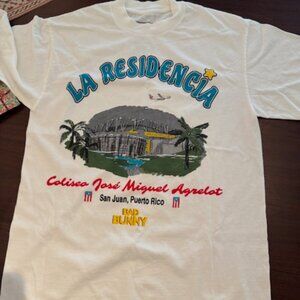 LA RESIDENCIA
Coliseo José Miguel Agrelot
San Juan, Puerto Rico
BAD
BUNNY